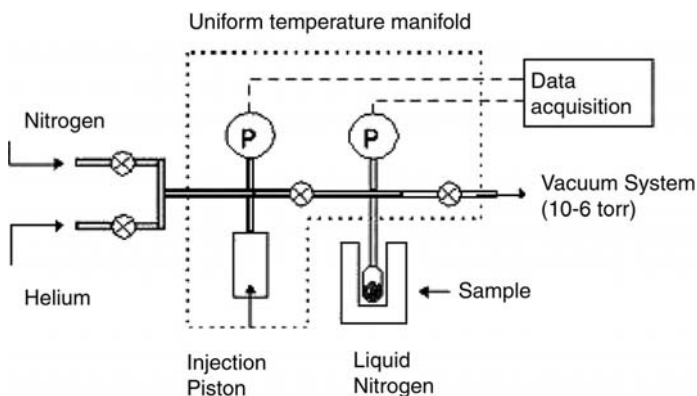 Uniform temperature manifold
Data
acquisition
Nitrogen
P
P
Vacuum System
(10-6 torr)
Helium
Sample
Injection
Piston
Liquid
Nitrogen